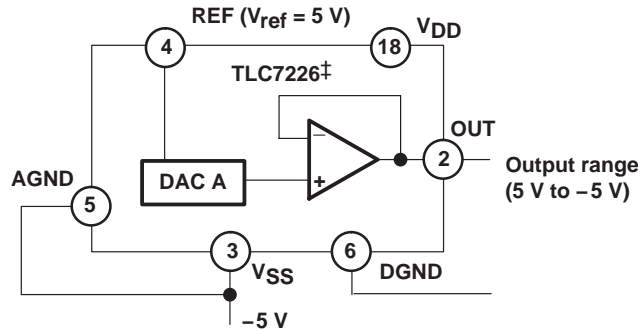 REF (Vref = 5 V)
4
18
VDD
TLC7226‡
−
+
OUT
2
Output range
(5 V to −5 V)
AGND
5
DAC A
3
VSS
6
DGND
−5 V